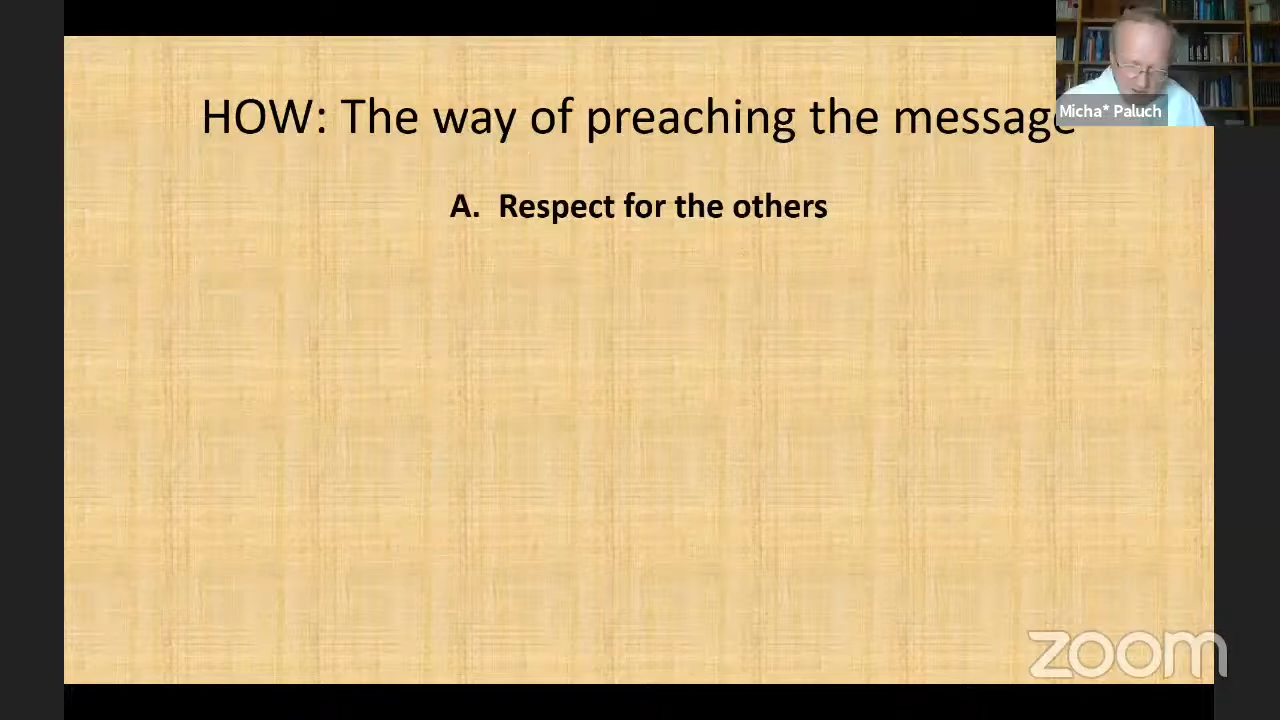 HOW: The way of preaching the message
Micha* Paluch
A. Respect for the others
zoom